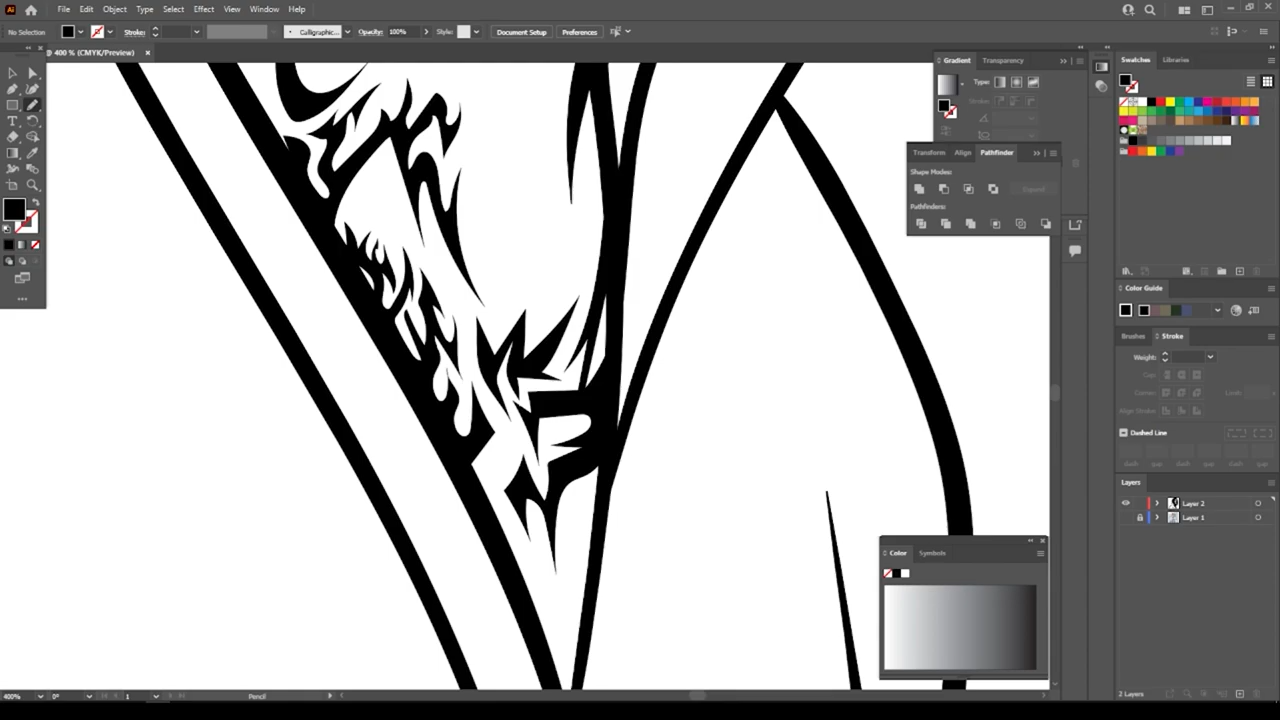 Ai File Edit Object Type Select Effect View Window Help
No Selection Stroke: Calligraphic... Opacity: 100% Style: Document Setup Preferences
@ 400 % (CMYK/Preview) ×
Gradient Transparency
Type:
Stroke:
Transform Align Pathfinder
Shape Modes:
Expand
Pathfinders:
Swatches Libraries
Color Guide
Brushes Stroke
Weight:
Cap:
Corner: Limit:
Align Stroke:
Dashed Line
dash gap dash gap dash gap
Layers
Layer 2
Layer 1
Color Symbols
400% 0° 1 Pencil
2 Layers